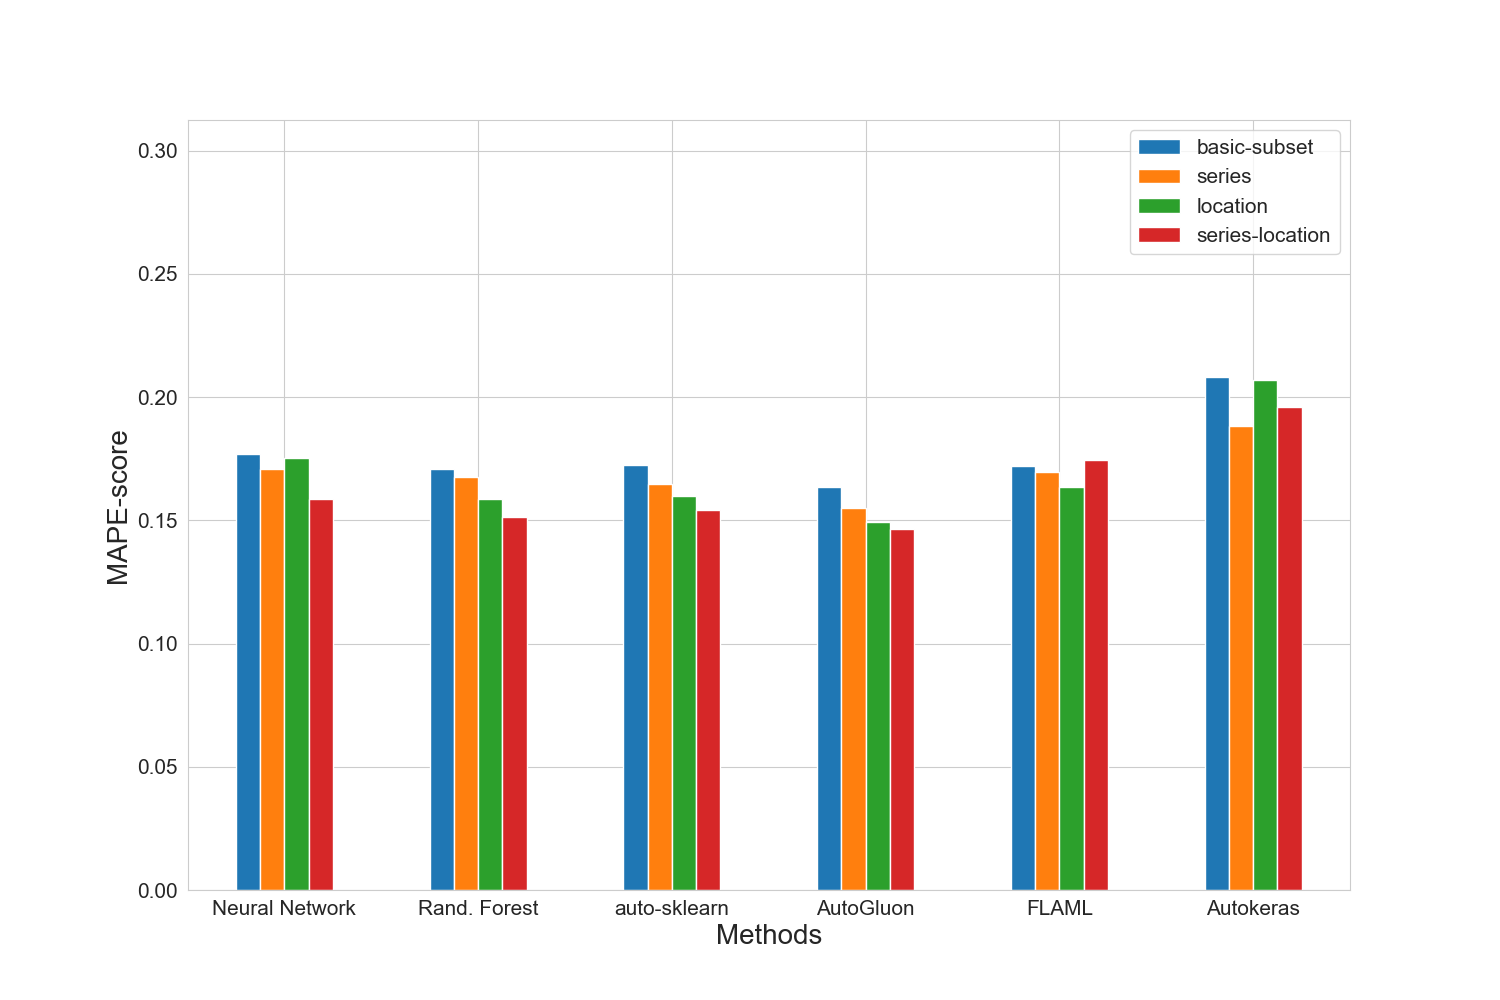 0.30
0.25
0.20
0.15
0.10
0.05
0.00
MAPE-score
basic-subset
series
location
series-location
Neural Network
Rand. Forest
auto-sklearn
AutoGluon
FLAML
Autokeras
Methods